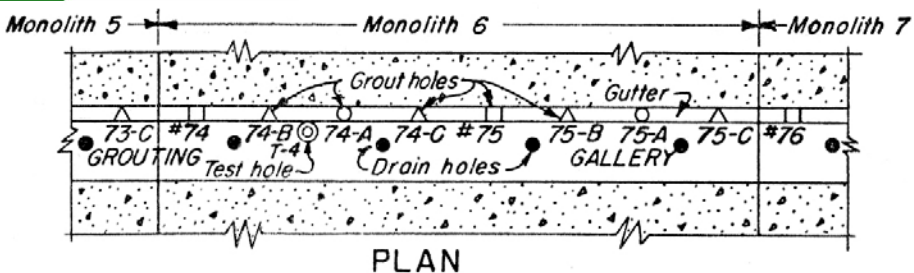 Monolith 5 Monolith 6 Monolith 7
Grout holes Gutter
73-C #74 74-B 74-A 74-C #75 75-B 75-A 75-C #76
T-4
GROUTING Test hole Drain holes GALLERY
PLAN